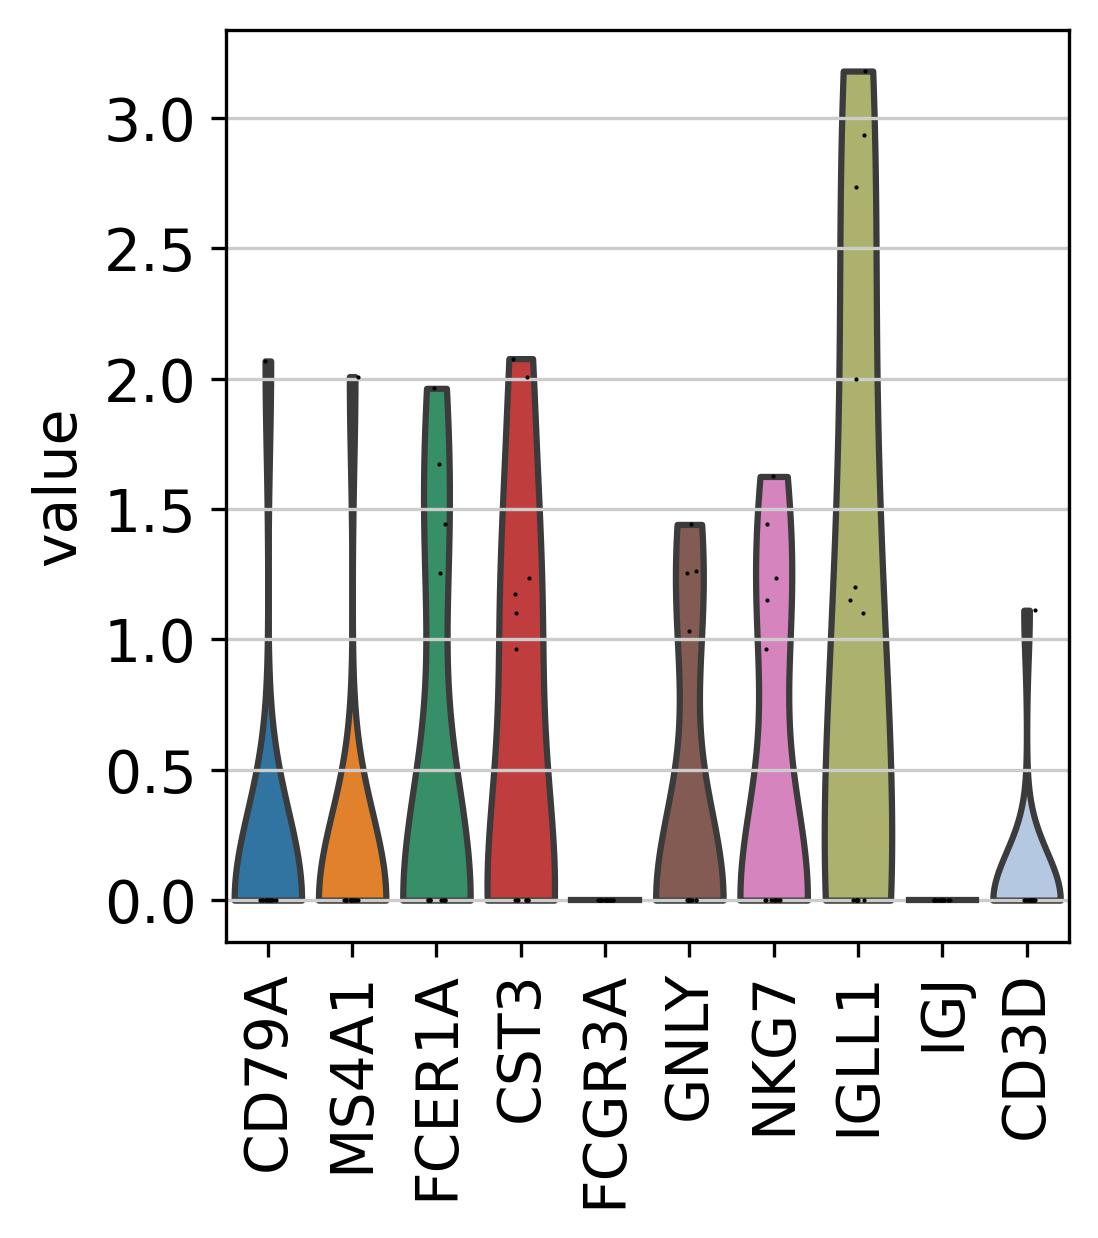 value
3.0
2.5
2.0
1.5
1.0
0.5
0.0
CD79A
MS4A1
FCER1A
CST3
FCGR3A
GNLY
NKG7
IGLL1
IGJ
CD3D